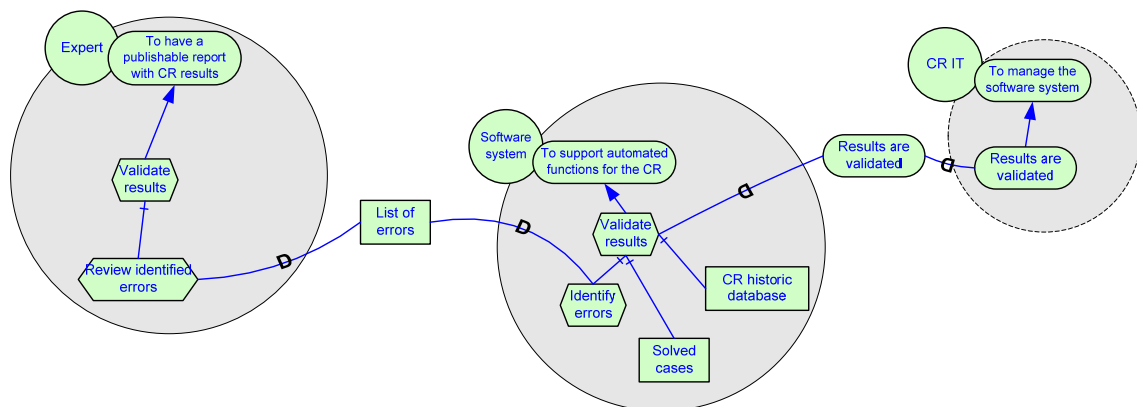 Expert
To have a
publishable report
with CR results
Validate
results
Review identified
errors
D
List of
errors
D
Software
system
To support automated
functions for the CR
Validate
results
Identify
errors
Solved
cases
CR historic
database
D
Results are
validated
D
CR IT
To manage the
software system
Results are
validated